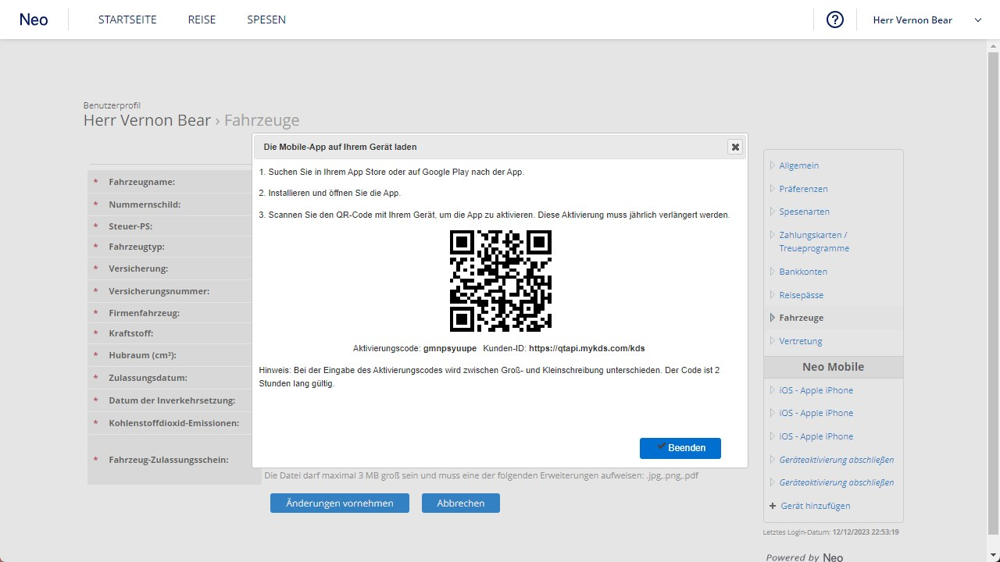 Neo
STARTSEITE
REISE
SPESEN
Herr Vernon Bear
Benutzerprofil
Herr Vernon Bear › Fahrzeuge
Die Mobile-App auf Ihrem Gerät laden
1. Suchen Sie in Ihrem App Store oder auf Google Play nach der App.
2. Installieren und öffnen Sie die App.
3. Scannen Sie den QR-Code mit Ihrem Gerät, um die App zu aktivieren. Diese Aktivierung muss jährlich verlängert werden.
Aktivierungscode: gmnpsyuupe Kunden-ID: https://qtapi.mykds.com/kds
Hinweis: Bei der Eingabe des Aktivierungscodes wird zwischen Groß- und Kleinschreibung unterschieden. Der Code ist 2
Stunden lang gültig.
Beenden
* Fahrzeugname:
* Nummernschild:
* Steuer-PS:
* Fahrzeugtyp:
* Versicherung:
* Versicherungsnummer:
* Firmenfahrzeug:
* Kraftstoff:
* Hubraum (cm³):
* Zulassungsdatum:
* Datum der Inverkehrsetzung:
* Kohlenstoffdioxid-Emissionen:
* Fahrzeug-Zulassungsschein:
Die Datei darf maximal 3 MB groß sein und muss eine der folgenden Erweiterungen aufweisen: .jpg,.png,.pdf
Änderungen vornehmen
Abbrechen
Allgemein
Präferenzen
Spesenarten
Zahlungskarten /
Treueprogramme
Bankkonten
Reisepässe
Fahrzeuge
Vertretung
Neo Mobile
iOS - Apple iPhone
iOS - Apple iPhone
iOS - Apple iPhone
Geräteaktivierung abschließen
Geräteaktivierung abschließen
Gerät hinzufügen
Letztes Login-Datum: 12/12/2023 22:53:19
Powered by Neo